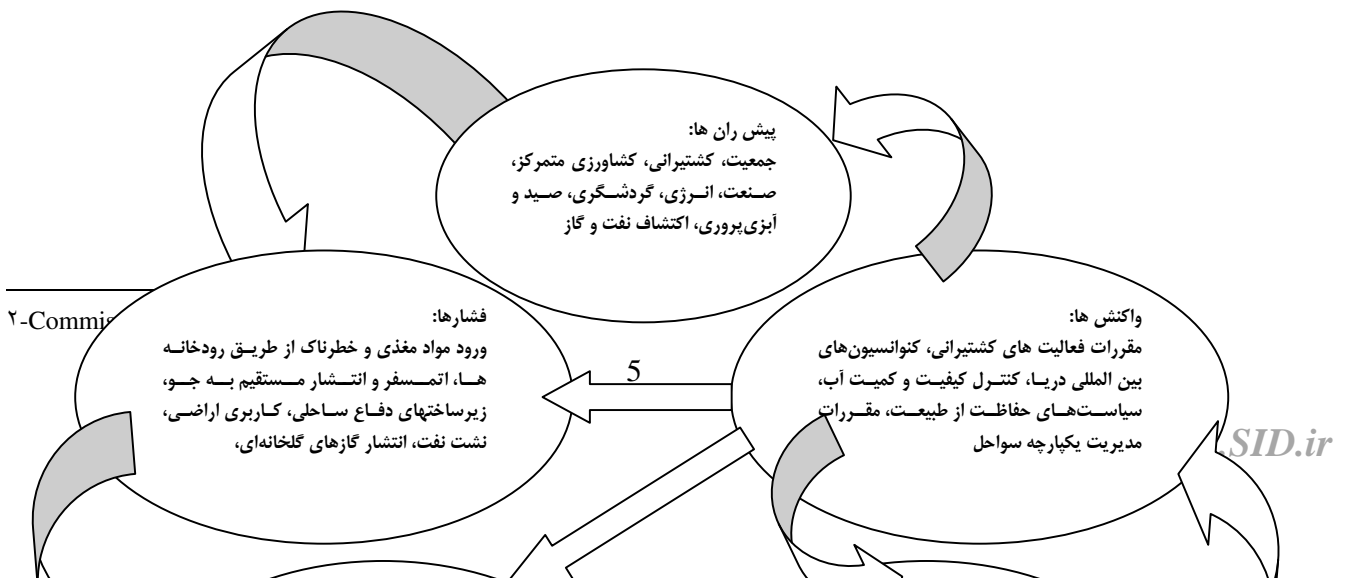 پیش ران ها:
جمعیت، کشتیرانی، کشاورزی متمرکز،
صنعت، انرژی، گردشگری، صید و
آبزی‌پروری، اکتشاف نفت و گاز
واکنش ها:
مقررات فعالیت های کشتیرانی، کنوانسیون‌های
بین المللی دریا، کنترل کیفیت و کمیت آب،
سیاست‌های حفاظت از طبیعت، مقررات
مدیریت یکپارچه سواحل
فشارها:
ورود مواد مغذی و خطرناک از طریق رودخانه
ها، اتمسفر و انتشار مستقیم به جو،
زیرساختهای دفاع ساحلی، کاربری اراضی،
نشت نفت، انتشار گازهای گلخانه‌ای،
۲-Commis
5
.SID.ir